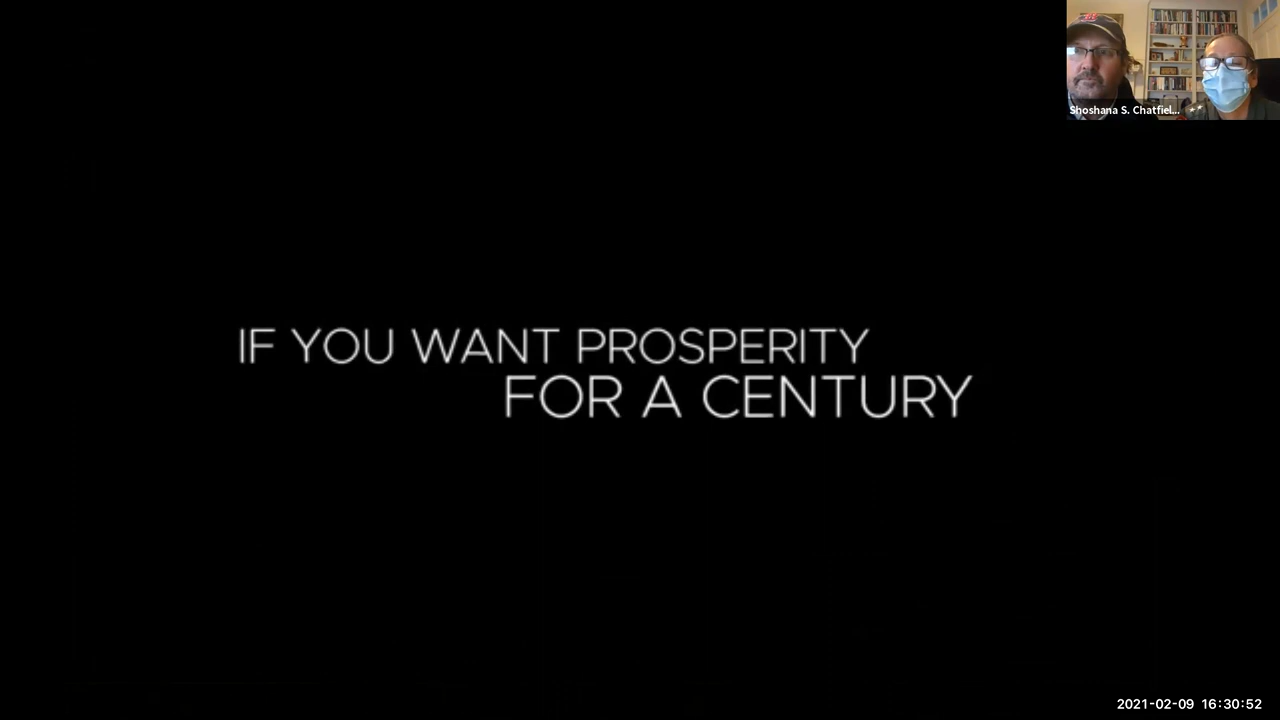 Shoshana S. Chatfiel...
IF YOU WANT PROSPERITY
FOR A CENTURY
2021-02-09 16:30:52